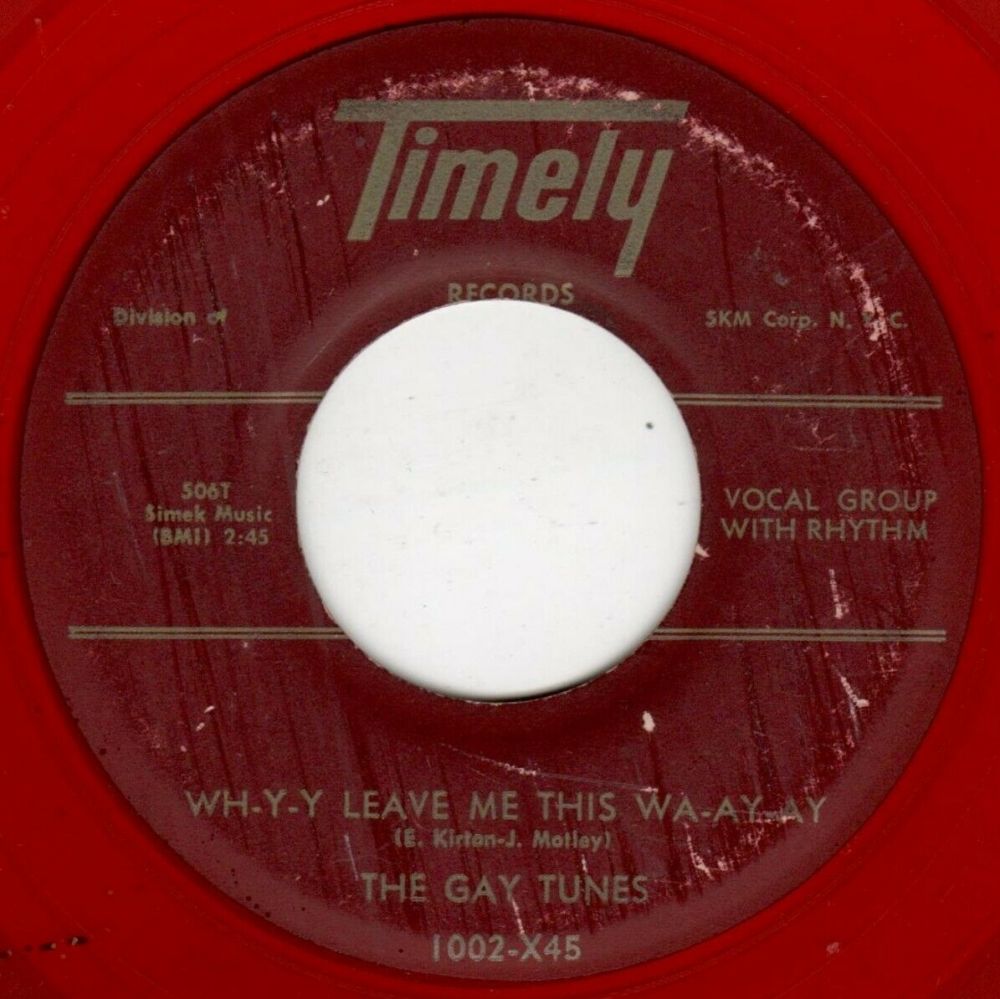 Timely
RECORDS
Division of
SKM Corp. N. Y. C.
506T
Simek Music
(BMI) 2:45
VOCAL GROUP
WITH RHYTHM
WH-Y-Y LEAVE ME THIS WA-AY-AY
(E. Kirton-J. Motley)
THE GAY TUNES
1002-X45